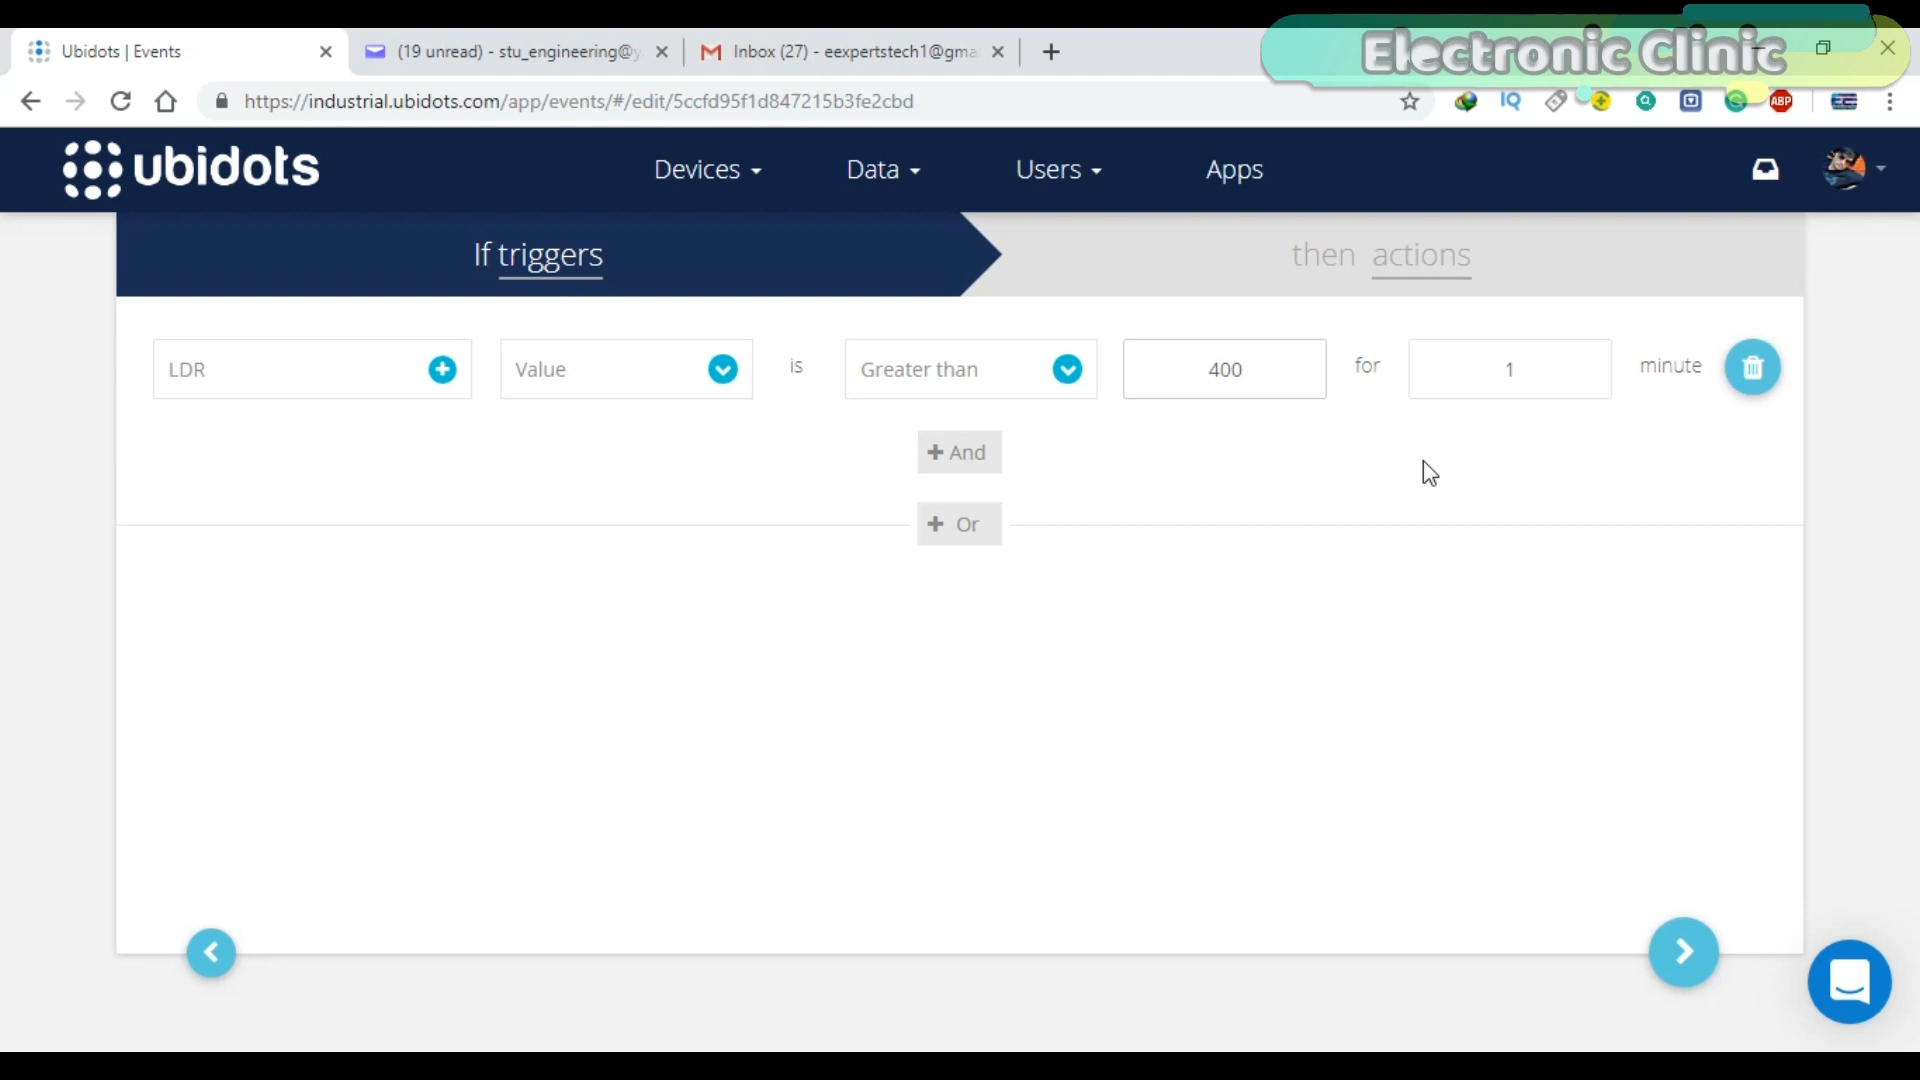 Electronic Clinic
Ubidots | Events
(19 unread) - stu_engineering@y
Inbox (27) - eexpertstech1@gma
https://industrial.ubidots.com/app/events/#/edit/5ccfd95f1d847215b3fe2cbd
IQ
ABP
ubidots
Devices
Data
Users
Apps
If triggers
then actions
LDR
Value
is
Greater than
400
for
1
minute
And
Or